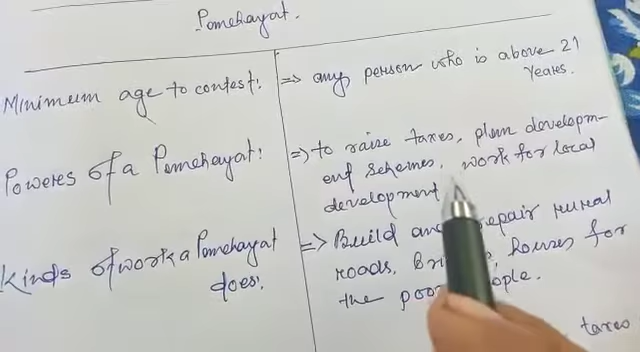 Pomchayat.
Minimum age to contest: => any person who is above 21
years.
Powers of a Pomchayat: => to raise taxes, plan developm-
ent schemes, work for local
development
Kinds of work a Pomchayat => Build and repair rural
does: roads, houses for
the poor people.
taxes